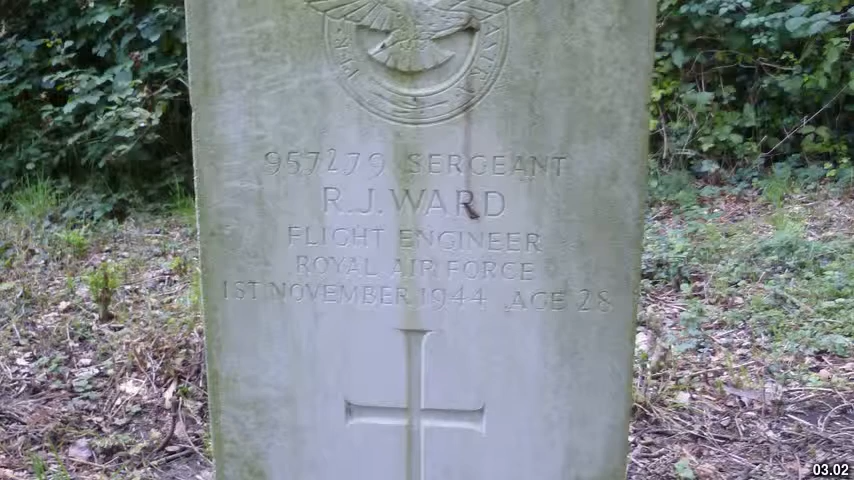 957279 SERGEANT
R.J.WARD
FLIGHT ENGINEER
ROYAL AIR FORCE
1ST NOVEMBER 1944 AGE 28
03.02